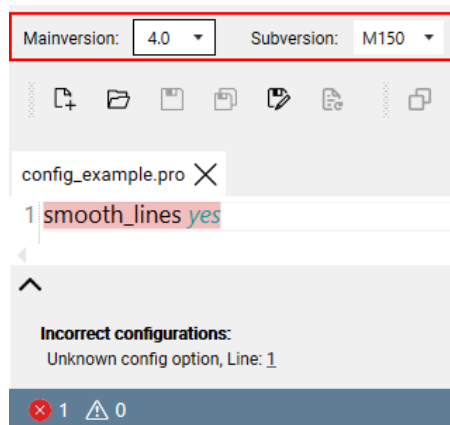 Mainversion: 4.0 Subversion: M150
config_example.pro
1 smooth_lines yes
Incorrect configurations:
Unknown config option, Line: 1
1 0